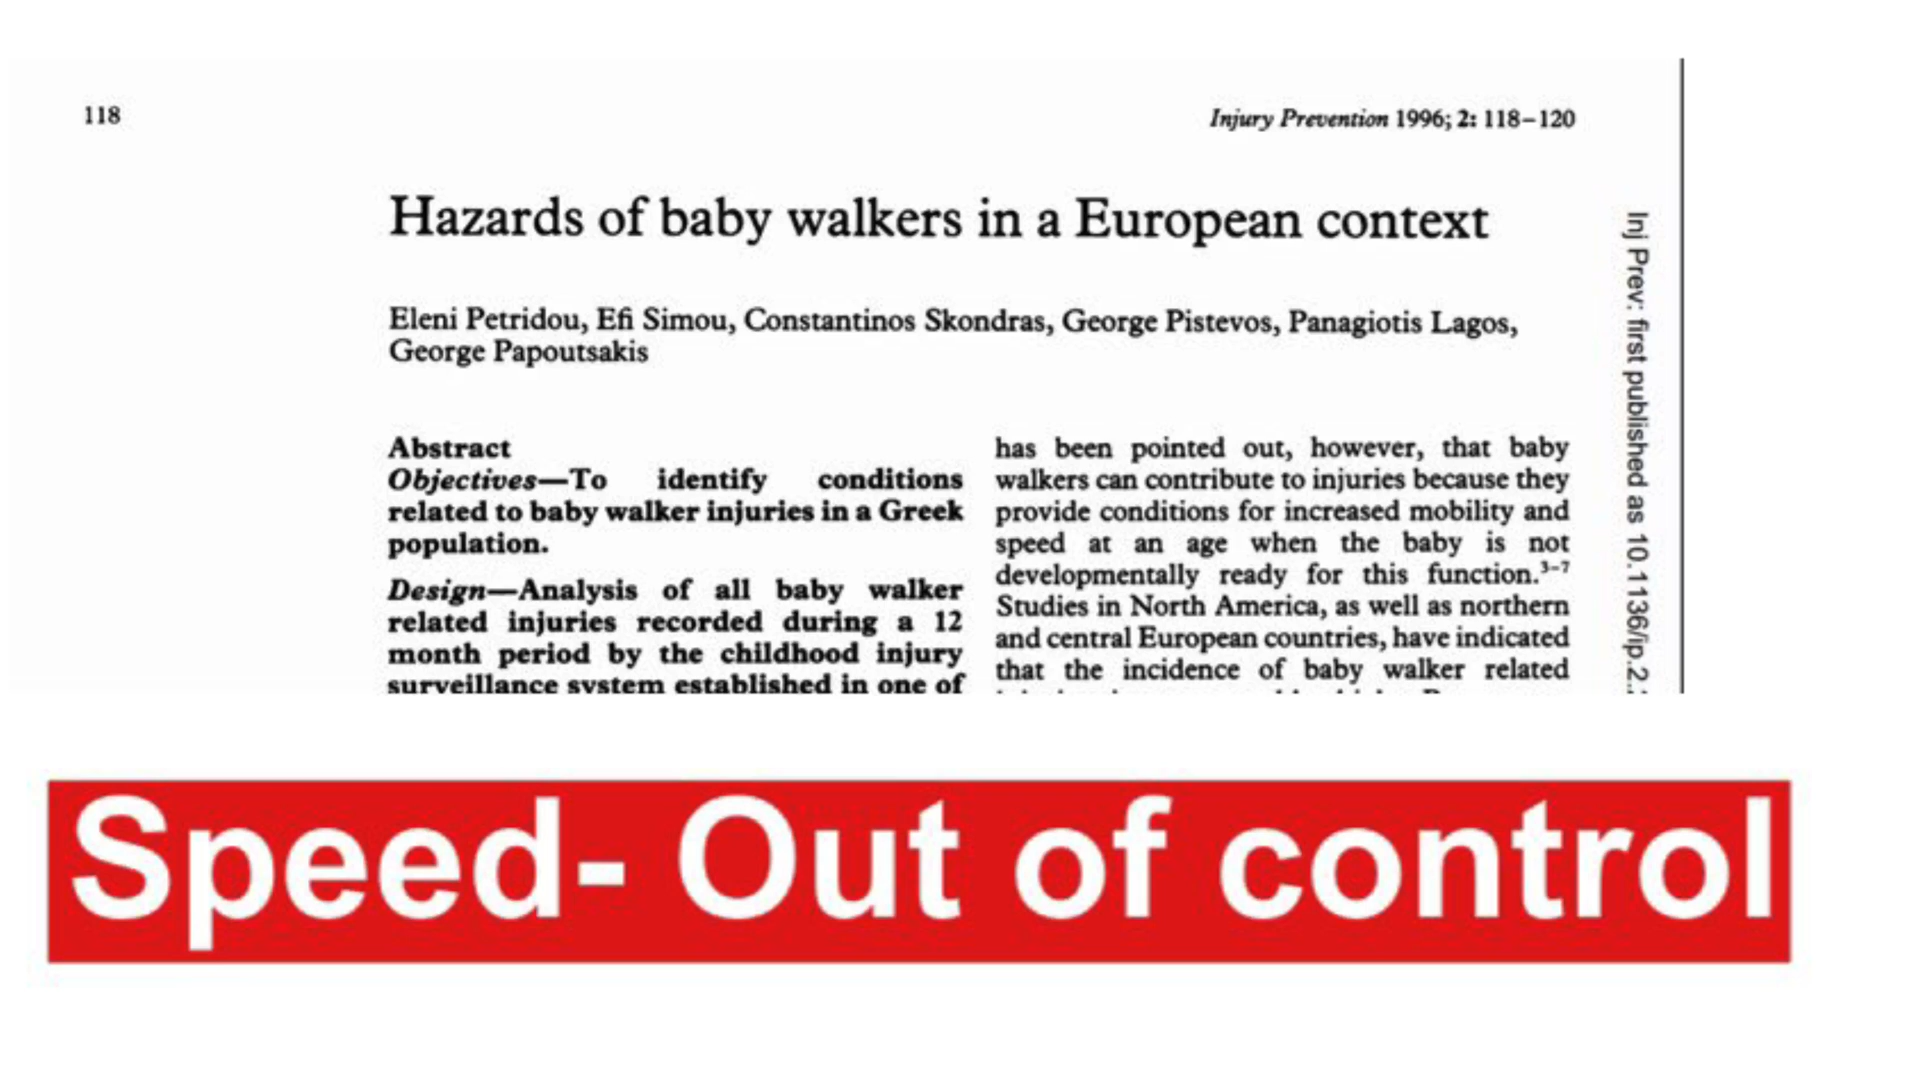 118
Injury Prevention 1996; 2: 118–120
Hazards of baby walkers in a European context
Eleni Petridou, Efi Simou, Constantinos Skondras, George Pistevos, Panagiotis Lagos,
George Papoutsakis
Abstract
Objectives—To identify conditions
related to baby walker injuries in a Greek
population.
Design—Analysis of all baby walker
related injuries recorded during a 12
month period by the childhood injury
surveillance system established in one of
has been pointed out, however, that baby
walkers can contribute to injuries because they
provide conditions for increased mobility and
speed at an age when the baby is not
developmentally ready for this function.³⁻⁷
Studies in North America, as well as northern
and central European countries, have indicated
that the incidence of baby walker related
Inj Prev: first published as 10.1136/ip.2.
Speed- Out of control